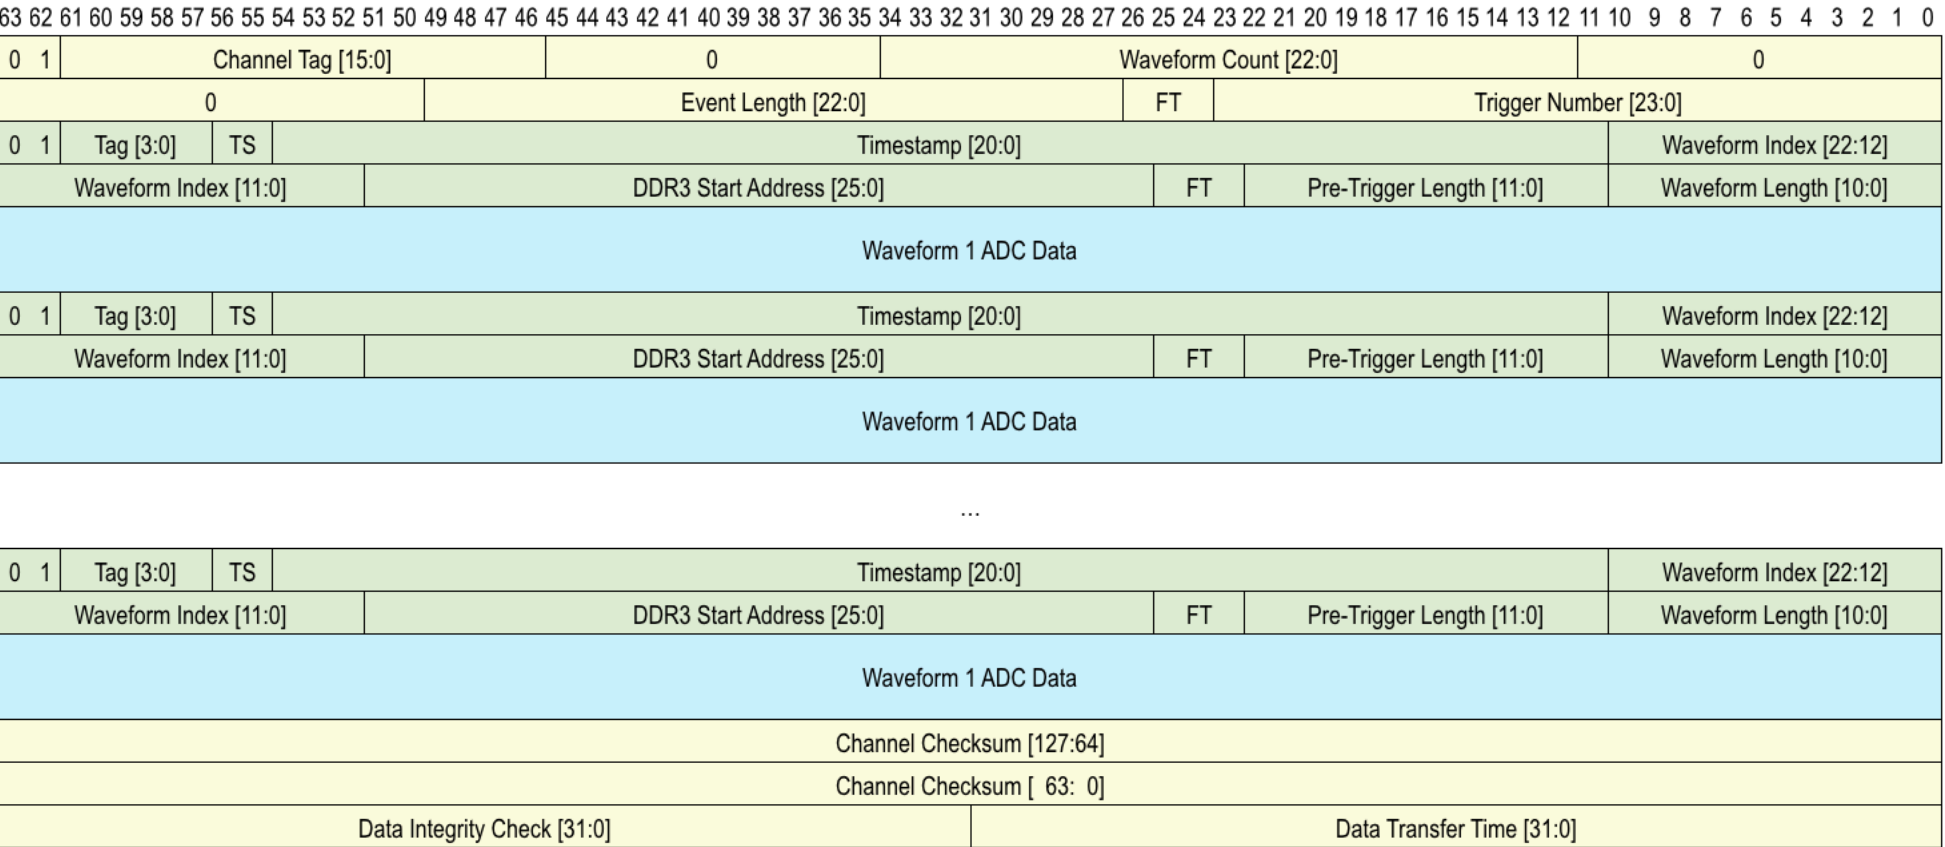 63 62 61 60 59 58 57 56 55 54 53 52 51 50 49 48 47 46 45 44 43 42 41 40 39 38 37 36 35 34 33 32 31 30 29 28 27 26 25 24 23 22 21 20 19 18 17 16 15 14 13 12 11 10 9 8 7 6 5 4 3 2 1 0
0 1 Channel Tag [15:0] 0 Waveform Count [22:0] 0
0 Event Length [22:0] FT Trigger Number [23:0]
0 1 Tag [3:0] TS Timestamp [20:0] Waveform Index [22:12]
Waveform Index [11:0] DDR3 Start Address [25:0] FT Pre-Trigger Length [11:0] Waveform Length [10:0]
Waveform 1 ADC Data
0 1 Tag [3:0] TS Timestamp [20:0] Waveform Index [22:12]
Waveform Index [11:0] DDR3 Start Address [25:0] FT Pre-Trigger Length [11:0] Waveform Length [10:0]
Waveform 1 ADC Data
...
0 1 Tag [3:0] TS Timestamp [20:0] Waveform Index [22:12]
Waveform Index [11:0] DDR3 Start Address [25:0] FT Pre-Trigger Length [11:0] Waveform Length [10:0]
Waveform 1 ADC Data
Channel Checksum [127:64]
Channel Checksum [ 63: 0]
Data Integrity Check [31:0] Data Transfer Time [31:0]